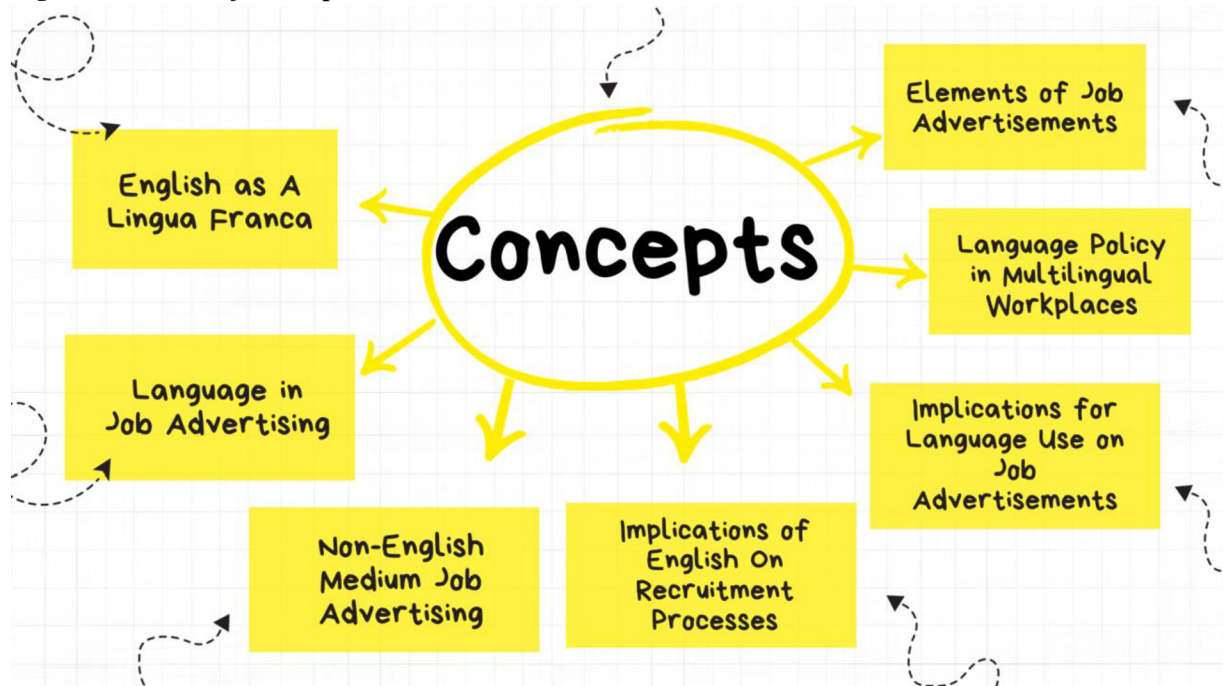 Concepts
English as A
Lingua Franca
Language in
Job Advertising
Non-English
Medium Job
Advertising
Implications of
English On
Recruitment
Processes
Implications for
Language Use on
Job
Advertisements
Language Policy
in Multilingual
Workplaces
Elements of Job
Advertisements